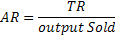 AR = TR / output Sold